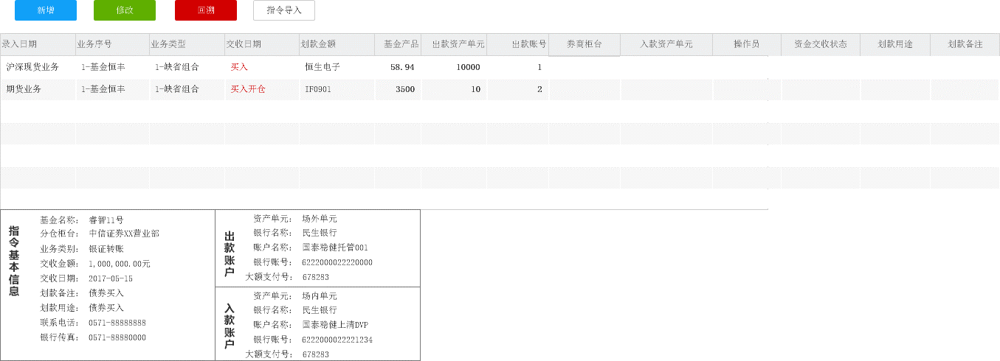 新增 修改 回溯 指令导入
录入日期 业务序号 业务类型 交收日期 划款金额 基金产品 出款资产单元 出款账号 券商柜台 入款资产单元 操作员 资金交收状态 划款用途 划款备注
沪深现货业务 1-基金恒丰 1-缺省组合 买入 恒生电子 58.94 10000 1
期货业务 1-基金恒丰 1-缺省组合 买入开仓 IF0901 3500 10 2
指令基本信息
基金名称： 睿智11号
分仓柜台： 中信证券XX营业部
业务类别： 银证转账
交收金额： 1,000,000.00元
交收日期： 2017-05-15
划款备注： 债券买入
划款用途： 债券买入
联系电话： 0571-88888888
银行传真： 0571-88880000
出款账户
资产单元： 场外单元
银行名称： 民生银行
账户名称： 国泰稳健托管001
银行账号： 6222000022220000
大额支付号： 678283
入款账户
资产单元： 场内单元
银行名称： 民生银行
账户名称： 国泰稳健上清DVP
银行账号： 6222000022221234
大额支付号： 678283